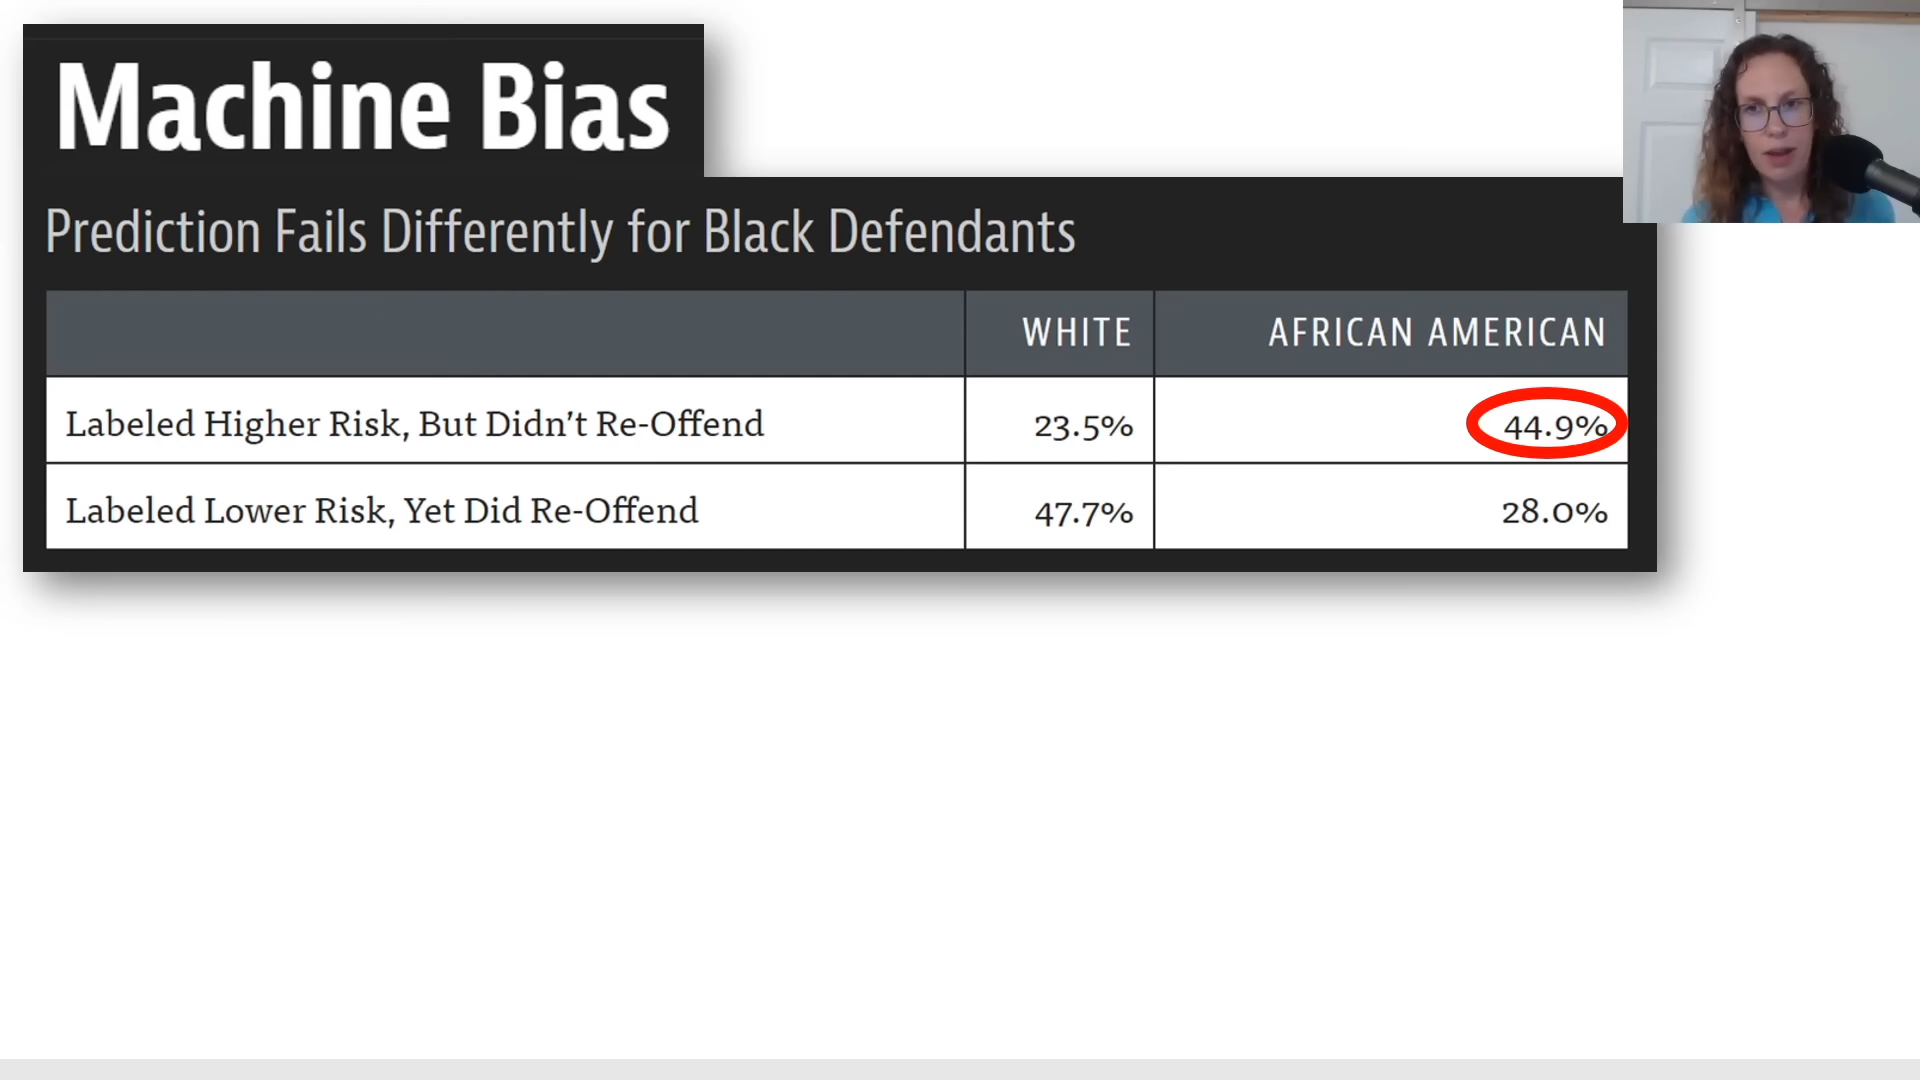 Machine Bias
Prediction Fails Differently for Black Defendants
WHITE AFRICAN AMERICAN
Labeled Higher Risk, But Didn’t Re-Offend 23.5% 44.9%
Labeled Lower Risk, Yet Did Re-Offend 47.7% 28.0%